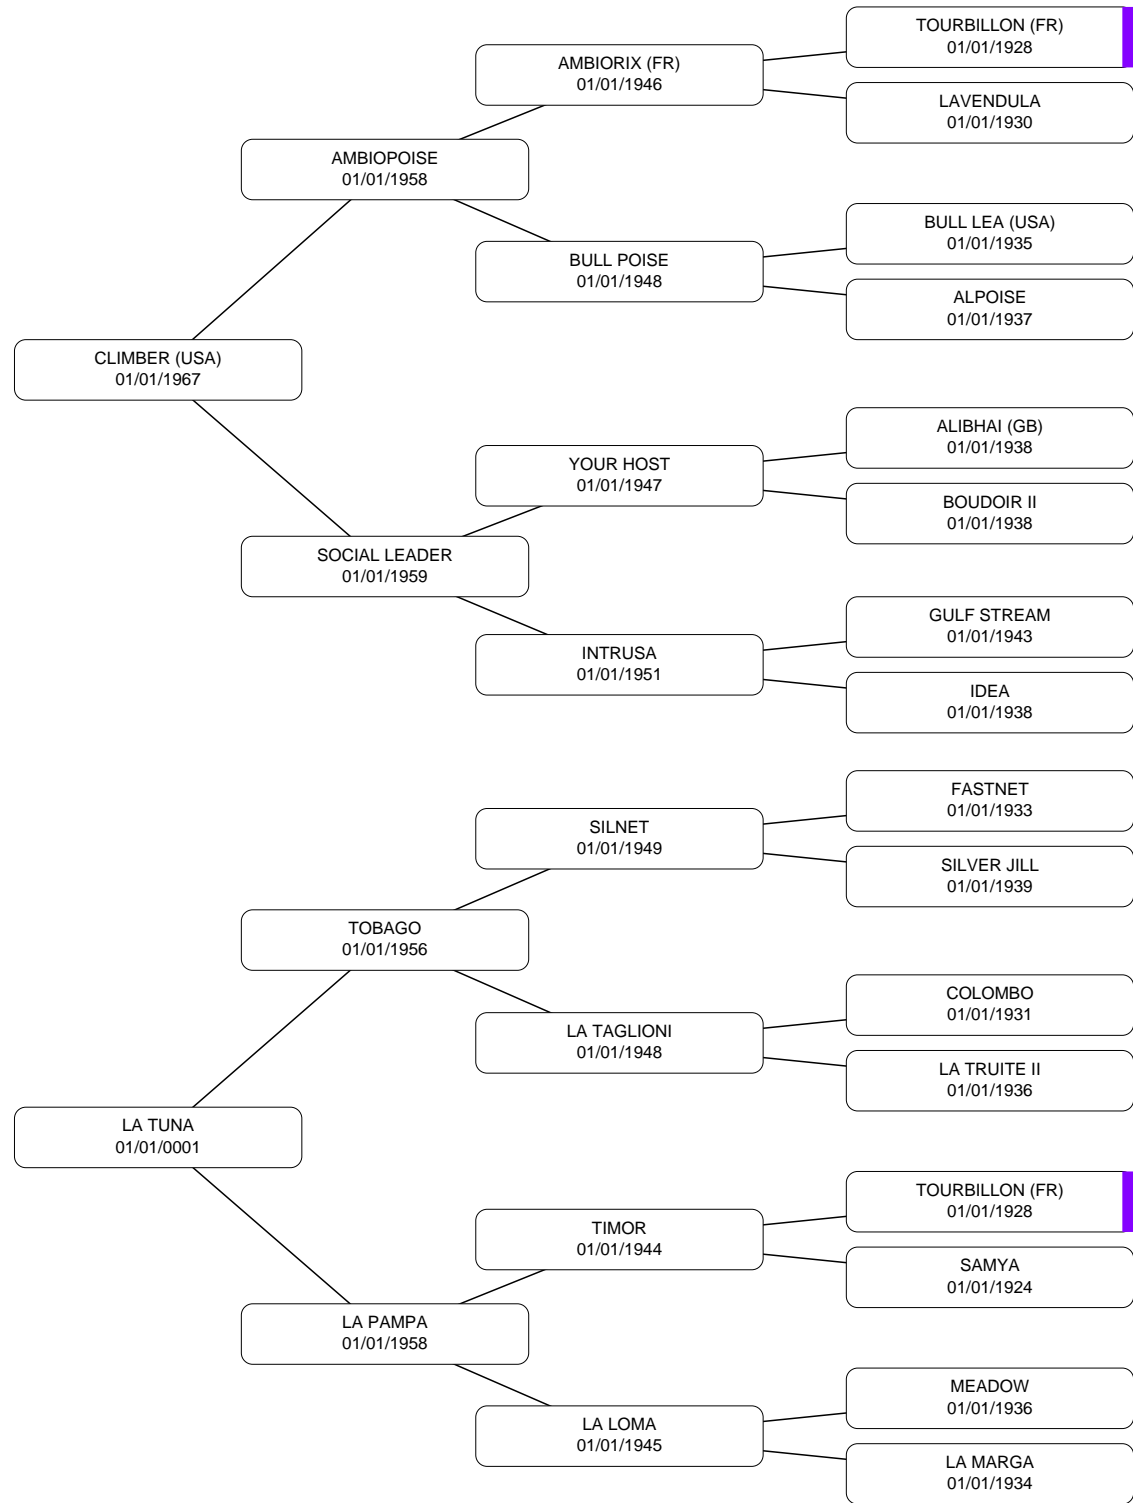 TOURBILLON (FR)
01/01/1928
AMBIORIX (FR)
01/01/1946
LAVENDULA
01/01/1930
AMBIOPOISE
01/01/1958
BULL LEA (USA)
01/01/1935
BULL POISE
01/01/1948
ALPOISE
01/01/1937
CLIMBER (USA)
01/01/1967
ALIBHAI (GB)
01/01/1938
YOUR HOST
01/01/1947
BOUDOIR II
01/01/1938
SOCIAL LEADER
01/01/1959
GULF STREAM
01/01/1943
INTRUSA
01/01/1951
IDEA
01/01/1938
FASTNET
01/01/1933
SILNET
01/01/1949
SILVER JILL
01/01/1939
TOBAGO
01/01/1956
COLOMBO
01/01/1931
LA TAGLIONI
01/01/1948
LA TRUITE II
01/01/1936
LA TUNA
01/01/0001
TOURBILLON (FR)
01/01/1928
TIMOR
01/01/1944
SAMYA
01/01/1924
LA PAMPA
01/01/1958
MEADOW
01/01/1936
LA LOMA
01/01/1945
LA MARGA
01/01/1934